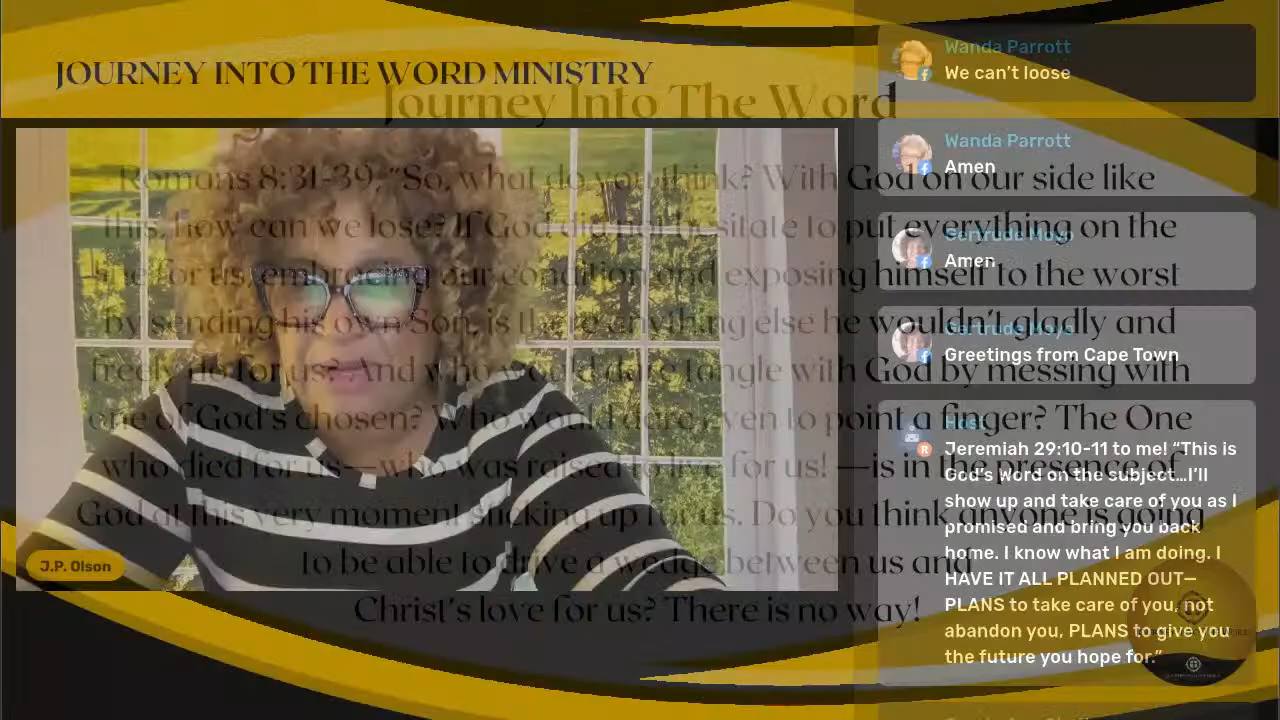 JOURNEY INTO THE WORD MINISTRY
Journey Into The Word
Romans 8:31-39, "So, what do you think? With God on our side like
this, how can we lose? If God did not hesitate to put everything on the
line for us, embracing our condition and exposing himself to the worst
by sending his own Son, is there anything else he wouldn't gladly and
freely do for us? And who would dare tangle with God by messing with
one of God's chosen? Who would dare even to point a finger? The One
who died for us—who was raised to live for us! —is in the presence of
God at this very moment sticking up for us. Do you think anyone is going
to be able to drive a wedge between us and
Christ's love for us? There is no way!
J.P. Olson
Wanda Parrott
We can't loose
Wanda Parrott
Amen
Gertrude Moyo
Amen
Gertrude Moyo
Greetings from Cape Town
Host
Jeremiah 29:10-11 to me! “This is
God's word on the subject…I'll
show up and take care of you as I
promised and bring you back
home. I know what I am doing. I
HAVE IT ALL PLANNED OUT—
PLANS to take care of you, not
abandon you, PLANS to give you
the future you hope for.”